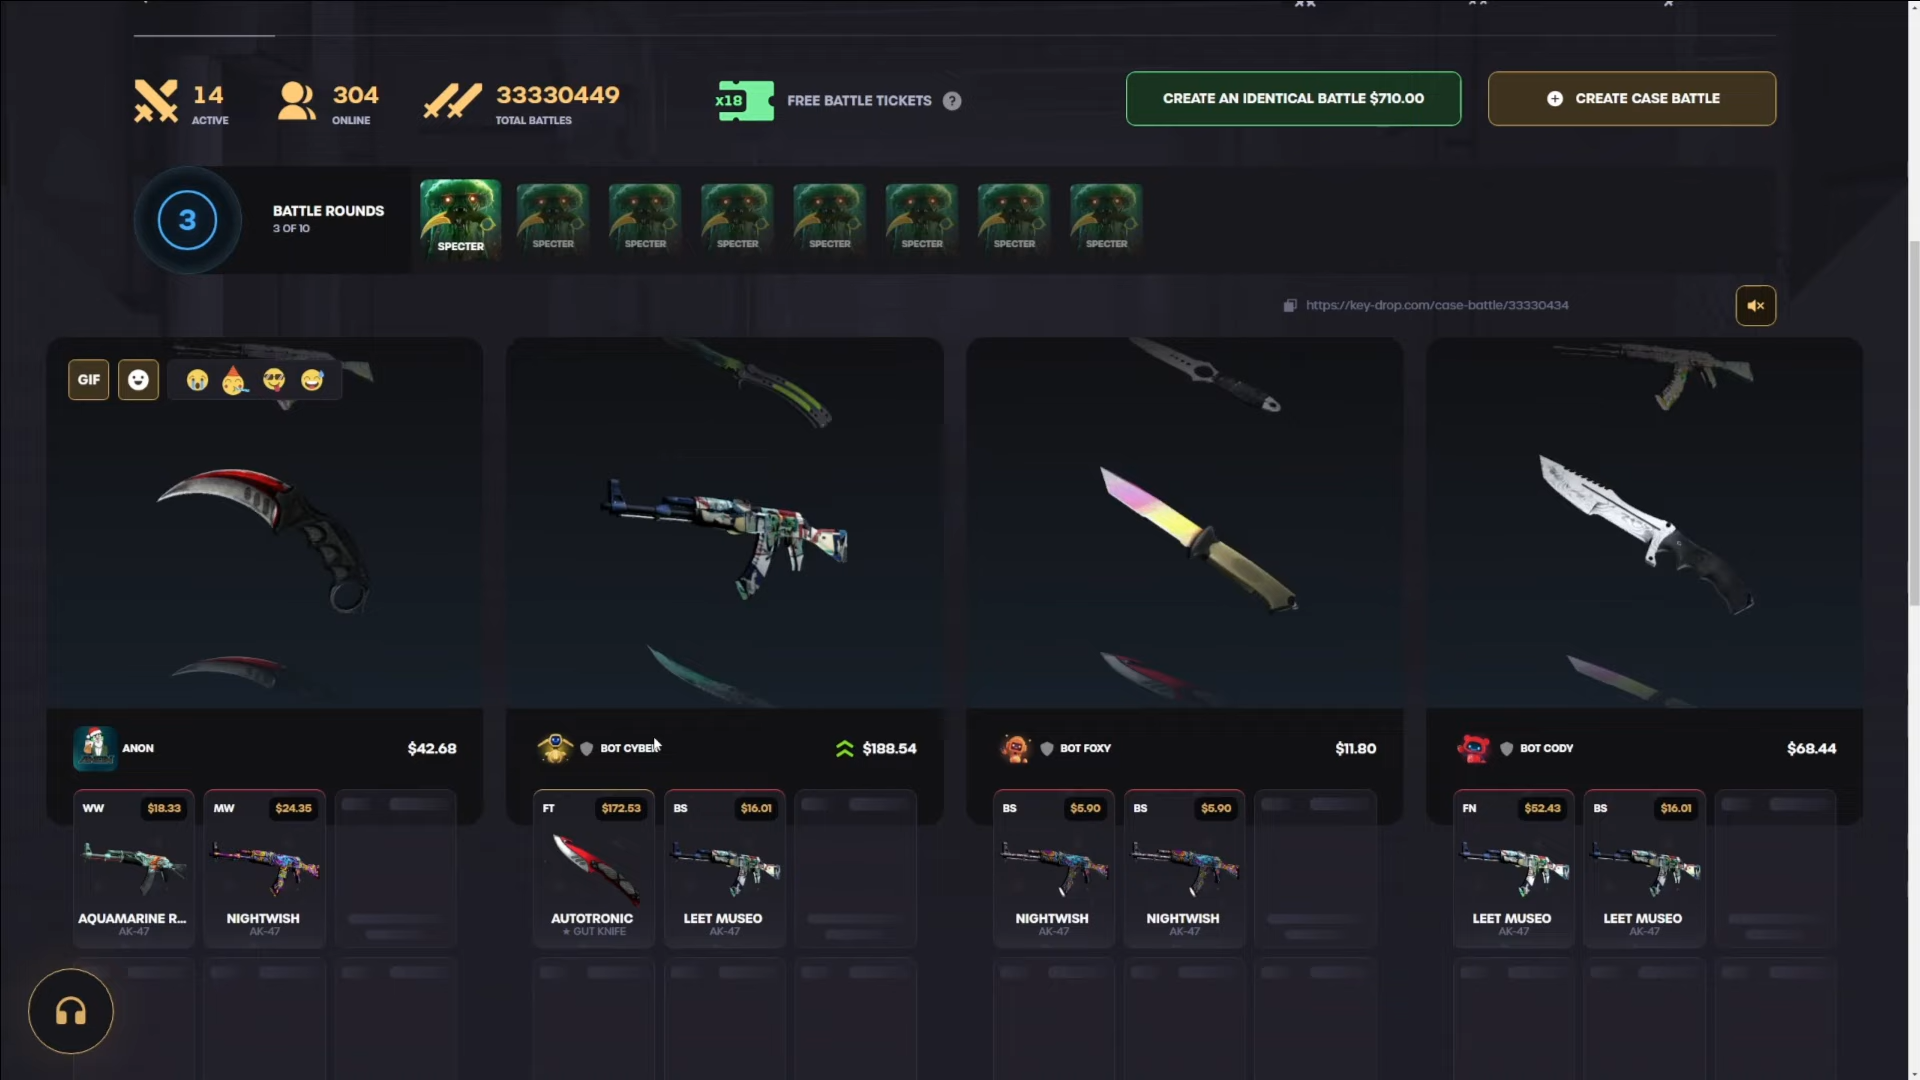 14
ACTIVE
304
ONLINE
33330449
TOTAL BATTLES
x18
FREE BATTLE TICKETS ?
CREATE AN IDENTICAL BATTLE $710.00
CREATE CASE BATTLE
3
BATTLE ROUNDS
3 OF 10
SPECTER
SPECTER
SPECTER
SPECTER
SPECTER
SPECTER
SPECTER
SPECTER
https://key-drop.com/case-battle/33330434
GIF
ANON $42.68
BOT CYBER $188.54
BOT FOXY $11.80
BOT CODY $68.44
WW $18.33
AQUAMARINE R...
AK-47
MW $24.35
NIGHTWISH
AK-47
FT $172.53
AUTOTRONIC
★ GUT KNIFE
BS $16.01
LEET MUSEO
AK-47
BS $5.90
NIGHTWISH
AK-47
BS $5.90
NIGHTWISH
AK-47
FN $52.43
LEET MUSEO
AK-47
BS $16.01
LEET MUSEO
AK-47